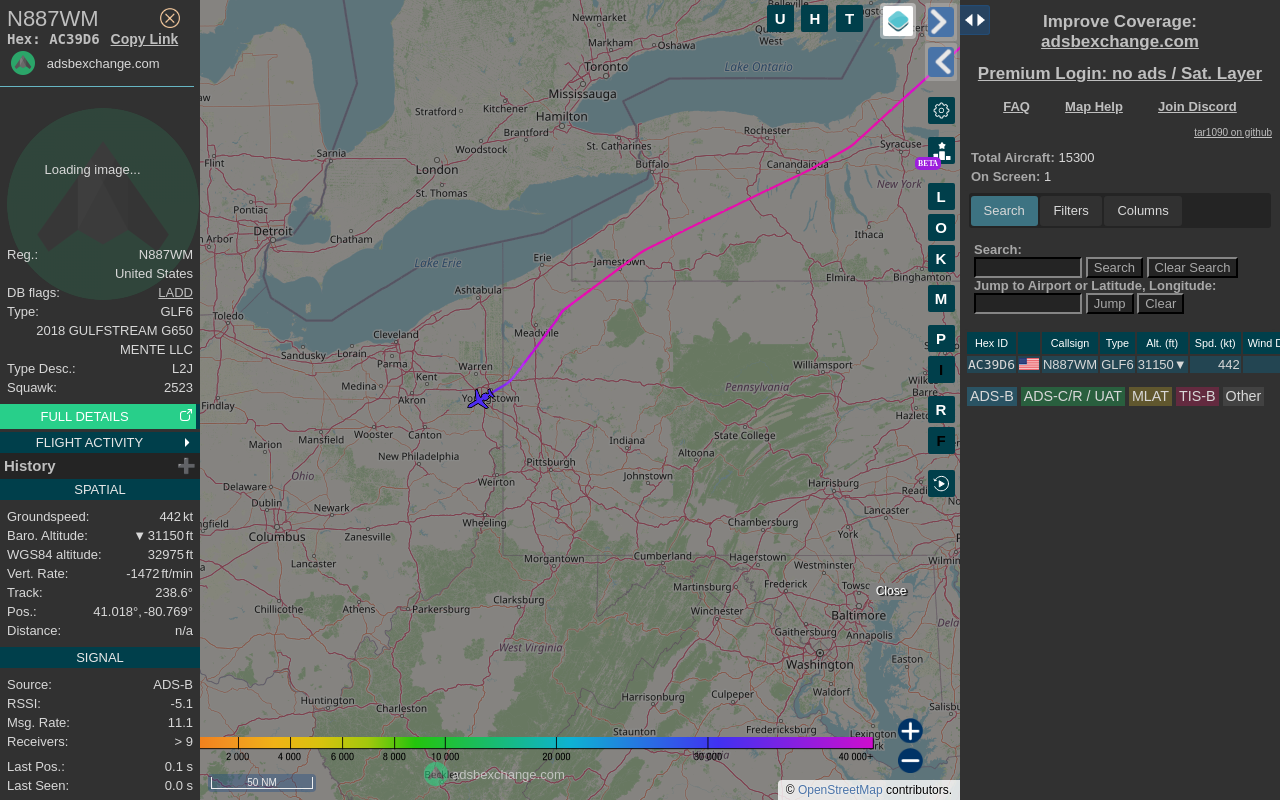 N887WM
Hex: AC39D6 Copy Link
adsbexchange.com
Loading image...
Reg.: N887WM
United States
DB flags: LADD
Type: GLF6
2018 GULFSTREAM G650
MENTE LLC
Type Desc.: L2J
Squawk: 2523
FULL DETAILS
FLIGHT ACTIVITY
History
SPATIAL
Groundspeed: 442 kt
Baro. Altitude: ▼ 31150 ft
WGS84 altitude: 32975 ft
Vert. Rate: -1472 ft/min
Track: 238.6°
Pos.: 41.018°, -80.769°
Distance: n/a
SIGNAL
Source: ADS-B
RSSI: -5.1
Msg. Rate: 11.1
Receivers: > 9
Last Pos.: 0.1 s
Last Seen: 0.0 s
U H T
L
O
K
M
P
I
R
F
BETA
Newmarket
Markham
Oshawa
Toronto
Lake Ontario
Mississauga
Hamilton
Stratford
Kitchener
Brantford
Woodstock
St. Catharines
Rochester
Syracuse
Sarnia
Flint
London
Buffalo
Canandaigua
New York
St. Thomas
Pontiac
Detroit
Chatham
Ithaca
Arbor
Lake Erie
Erie
Jamestown
Elmira
Binghamton
Ashtabula
Toledo
Cleveland
Meadville
Sandusky
Lorain
Parma
Warren
Williamsport
Kent
Medina
Akron
Youngstown
Pennsylvania
Findlay
Wooster
Canton
Marion
Mansfield
Indiana
State College
New Philadelphia
Pittsburgh
Altoona
Ohio
Weirton
Johnstown
Harrisburg
Delaware
Dublin
Newark
Lancaster
Wheeling
Chambersburg
Columbus
Zanesville
York
Lancaster
Morgantown
Cumberland
Hagerstown
Westminster
Martinsburg
Frederick
Chillicothe
Athens
Parkersburg
Clarksburg
Winchester
Baltimore
Close
Gaithersburg
Annapolis
West Virginia
Washington
Easton
Huntington
Charleston
Harrisonburg
Culpeper
Waldorf
Staunton
Fredericksburg
Lexington
2 000 4 000 6 000 8 000 10 000 20 000 30 000 40 000+
adsbexchange.com
50 NM
© OpenStreetMap contributors.
Improve Coverage:
adsbexchange.com
Premium Login: no ads / Sat. Layer
FAQ Map Help Join Discord
tar1090 on github
Total Aircraft: 15300
On Screen: 1
Search Filters Columns
Search:
Search Clear Search
Jump to Airport or Latitude, Longitude:
Jump Clear
Hex ID Callsign Type Alt. (ft) Spd. (kt) Wind D
AC39D6 N887WM GLF6 31150▼ 442
ADS-B ADS-C/R / UAT MLAT TIS-B Other